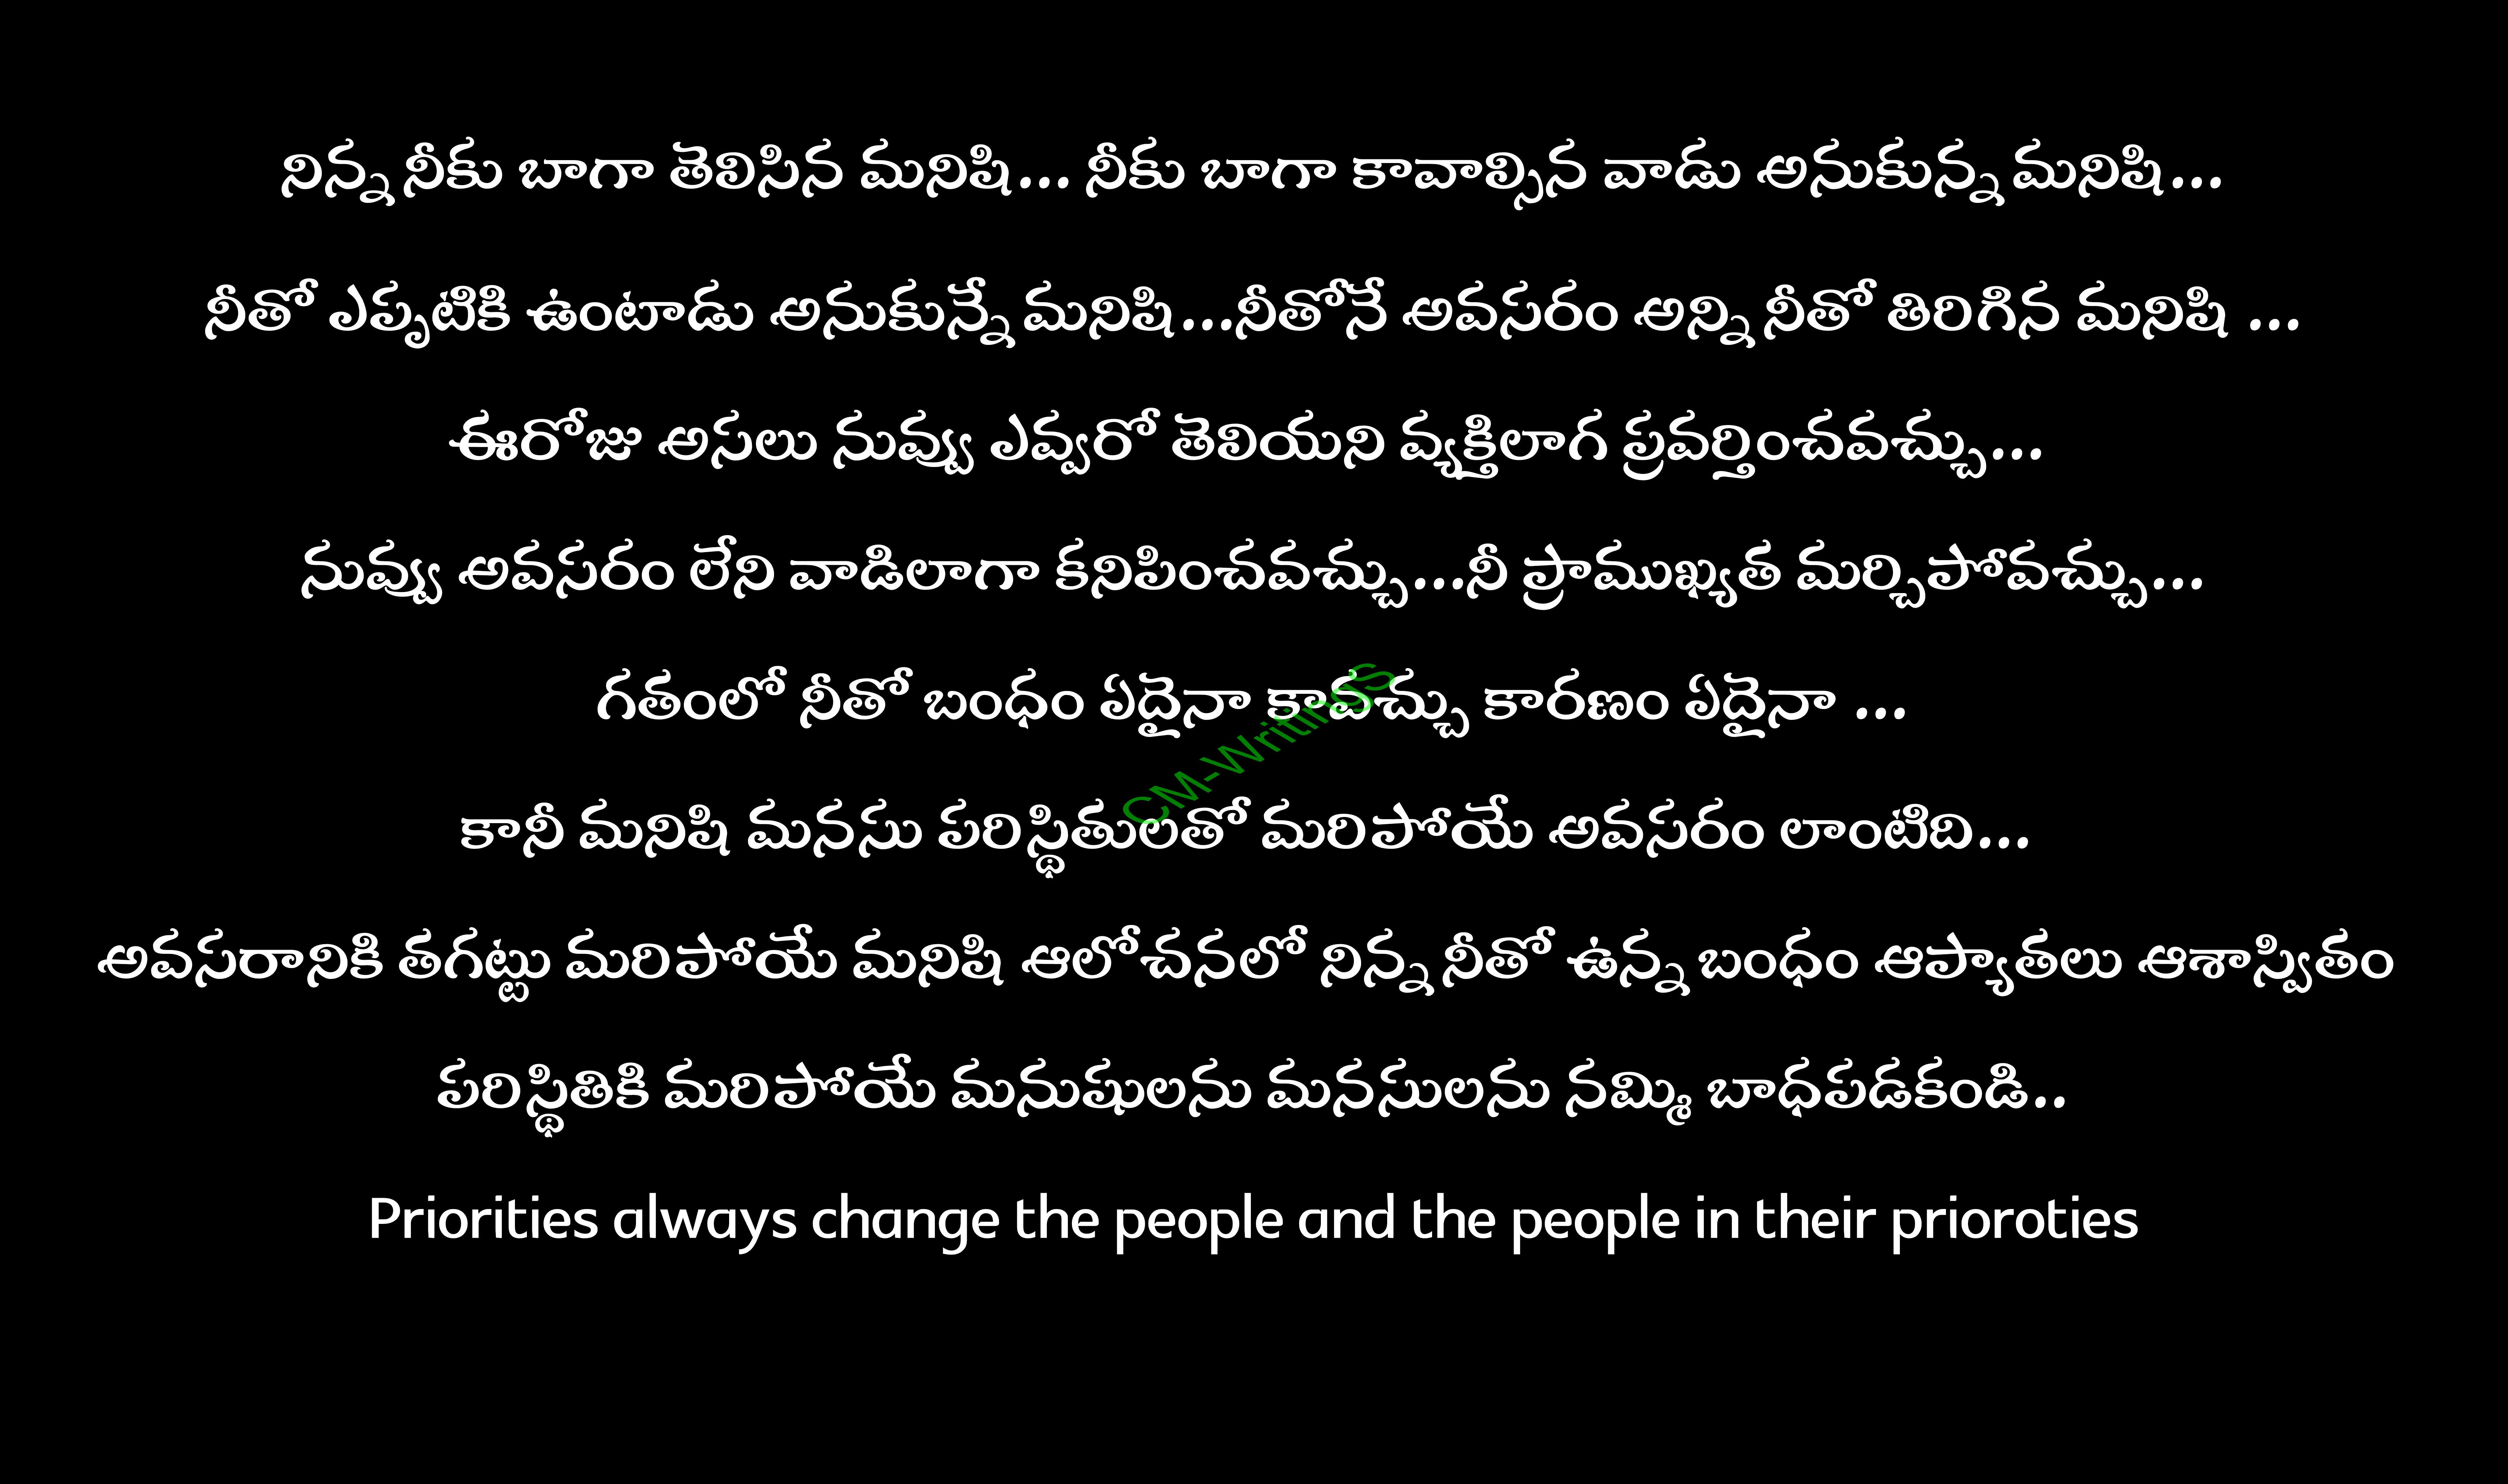 నిన్న నీకు బాగా తెలిసిన మనిషి... నీకు బాగా కావాల్సిన వాడు అనుకున్న మనిషి...
నీతో ఎపృటికి ఉంటాడు అనుకున్నే మనిషి...నీతోనే అవసరం అన్ని నీతో తిరిగిన మనిషి ...
ఈరోజు అసలు నువ్వు ఎవ్వరో తెలియని వ్యక్తిలాగ ప్రవర్తించవచ్చు...
నువ్వు అవసరం లేని వాడిలాగా కనిపించవచ్చు...నీ ప్రాముఖ్యత మర్చిపోవచ్చు...
గతంలో నీతో బంధం ఏదైనా కావచ్చు కారణం ఏదైనా ...
CM-Writings
కానీ మనిషి మనసు పరిస్థితులతో మరిపోయే అవసరం లాంటిది...
అవసరానికి తగట్టు మరిపోయే మనిషి ఆలోచనలో నిన్న నీతో ఉన్న బంధం ఆప్యాతలు ఆశాస్వితం
పరిస్థితికి మరిపోయే మనుషులను మనసులను నమ్మి బాధపడకండి..
Priorities always change the people and the people in their prioroties